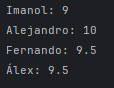 Imanol: 9
Alejandro: 10
Fernando: 9.5
Álex: 9.5